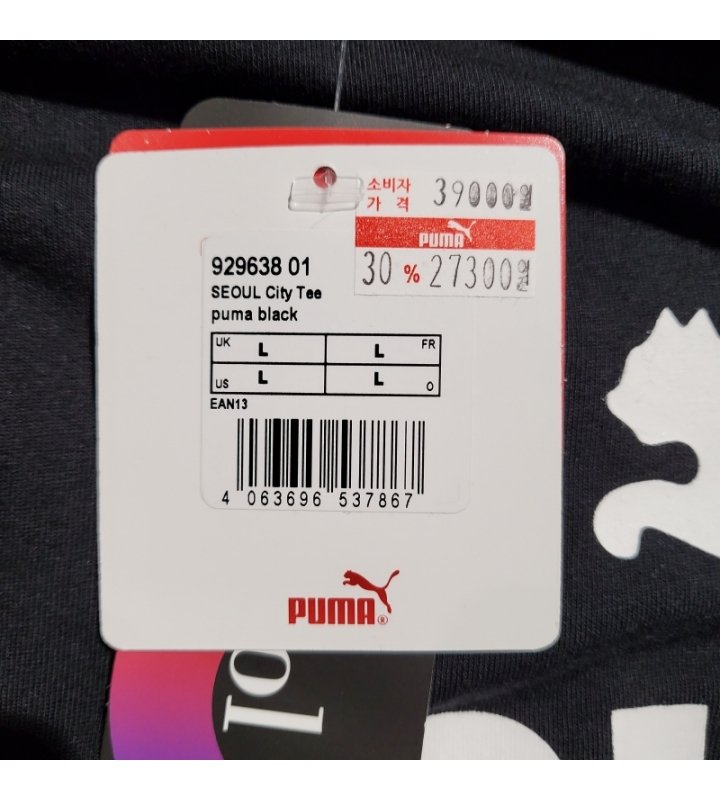 소비자
가 격 39000원
PUMA
30 % 27300원
929638 01
SEOUL City Tee
puma black
UK L L FR
US L L O
EAN13
4 063696 537867
PUMA®
lol